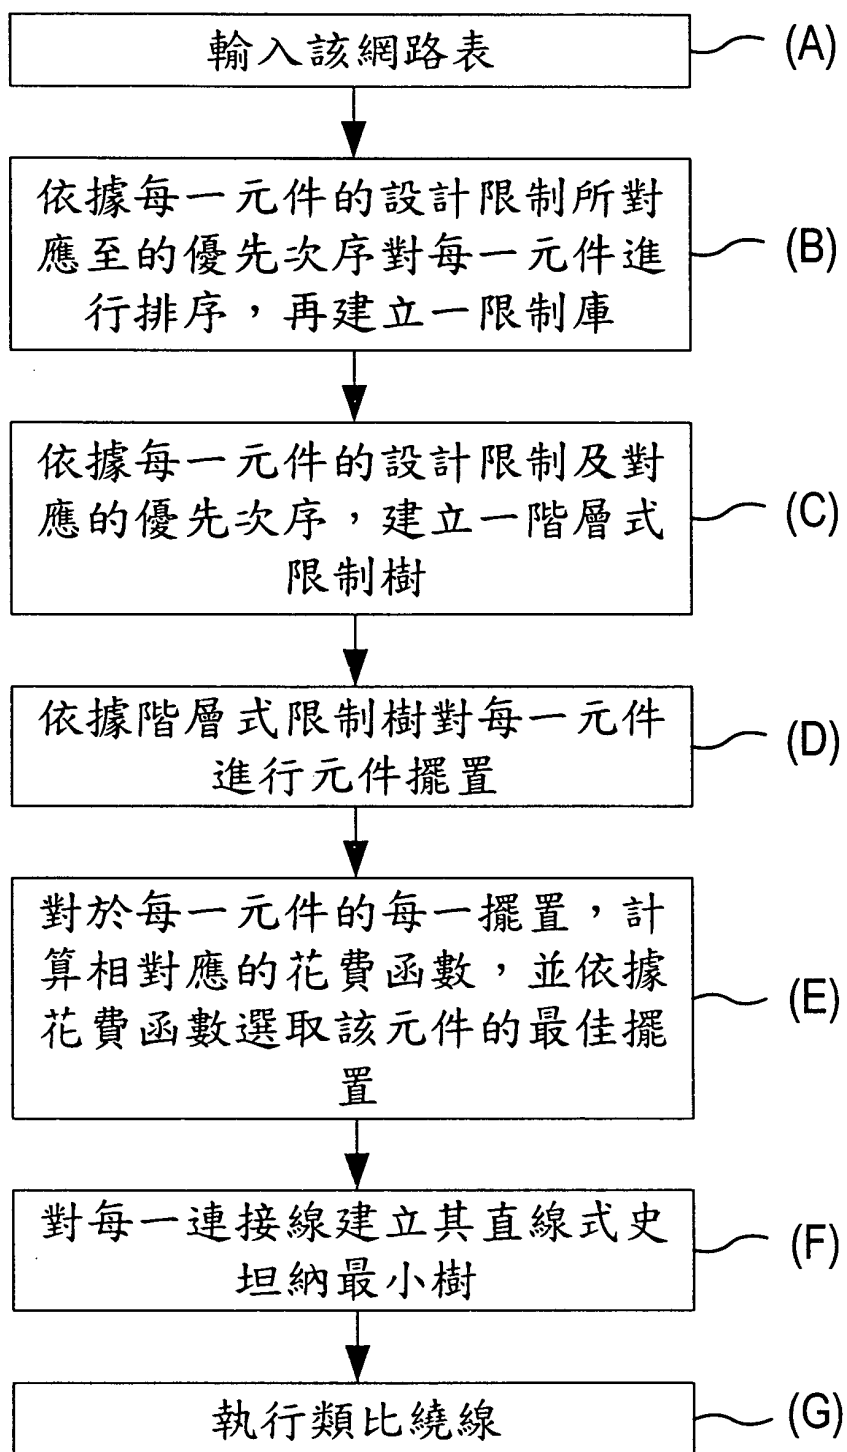 輸入該網路表
(A)
依據每一元件的設計限制所對
應至的優先次序對每一元件進
行排序，再建立一限制庫
(B)
依據每一元件的設計限制及對
應的優先次序，建立一階層式
限制樹
(C)
依據階層式限制樹對每一元件
進行元件擺置
(D)
對於每一元件的每一擺置，計
算相對應的花費函數，並依據
花費函數選取該元件的最佳擺
置
(E)
對每一連接線建立其直線式史
坦納最小樹
(F)
執行類比繞線
(G)